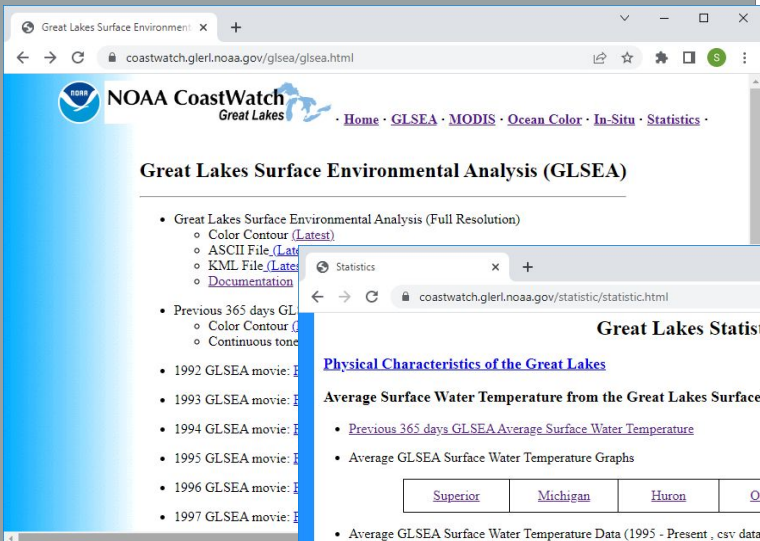 Great Lakes Surface Environment
coastwatch.glerl.noaa.gov/glsea/glsea.html
S
NOAA
NOAA CoastWatch
Great Lakes
· Home · GLSEA · MODIS · Ocean Color · In-Situ · Statistics ·
Great Lakes Surface Environmental Analysis (GLSEA)
• Great Lakes Surface Environmental Analysis (Full Resolution)
○ Color Contour (Latest)
○ ASCII File (Late
○ KML File (Lates
○ Documentation
• Previous 365 days GL
○ Color Contour (
○ Continuous tone
• 1992 GLSEA movie:
• 1993 GLSEA movie:
• 1994 GLSEA movie:
• 1995 GLSEA movie:
• 1996 GLSEA movie:
• 1997 GLSEA movie:
Statistics
coastwatch.glerl.noaa.gov/statistic/statistic.html
Great Lakes Statist
Physical Characteristics of the Great Lakes
Average Surface Water Temperature from the Great Lakes Surface
• Previous 365 days GLSEA Average Surface Water Temperature
• Average GLSEA Surface Water Temperature Graphs
Superior Michigan Huron O
• Average GLSEA Surface Water Temperature Data (1995 - Present , csv data